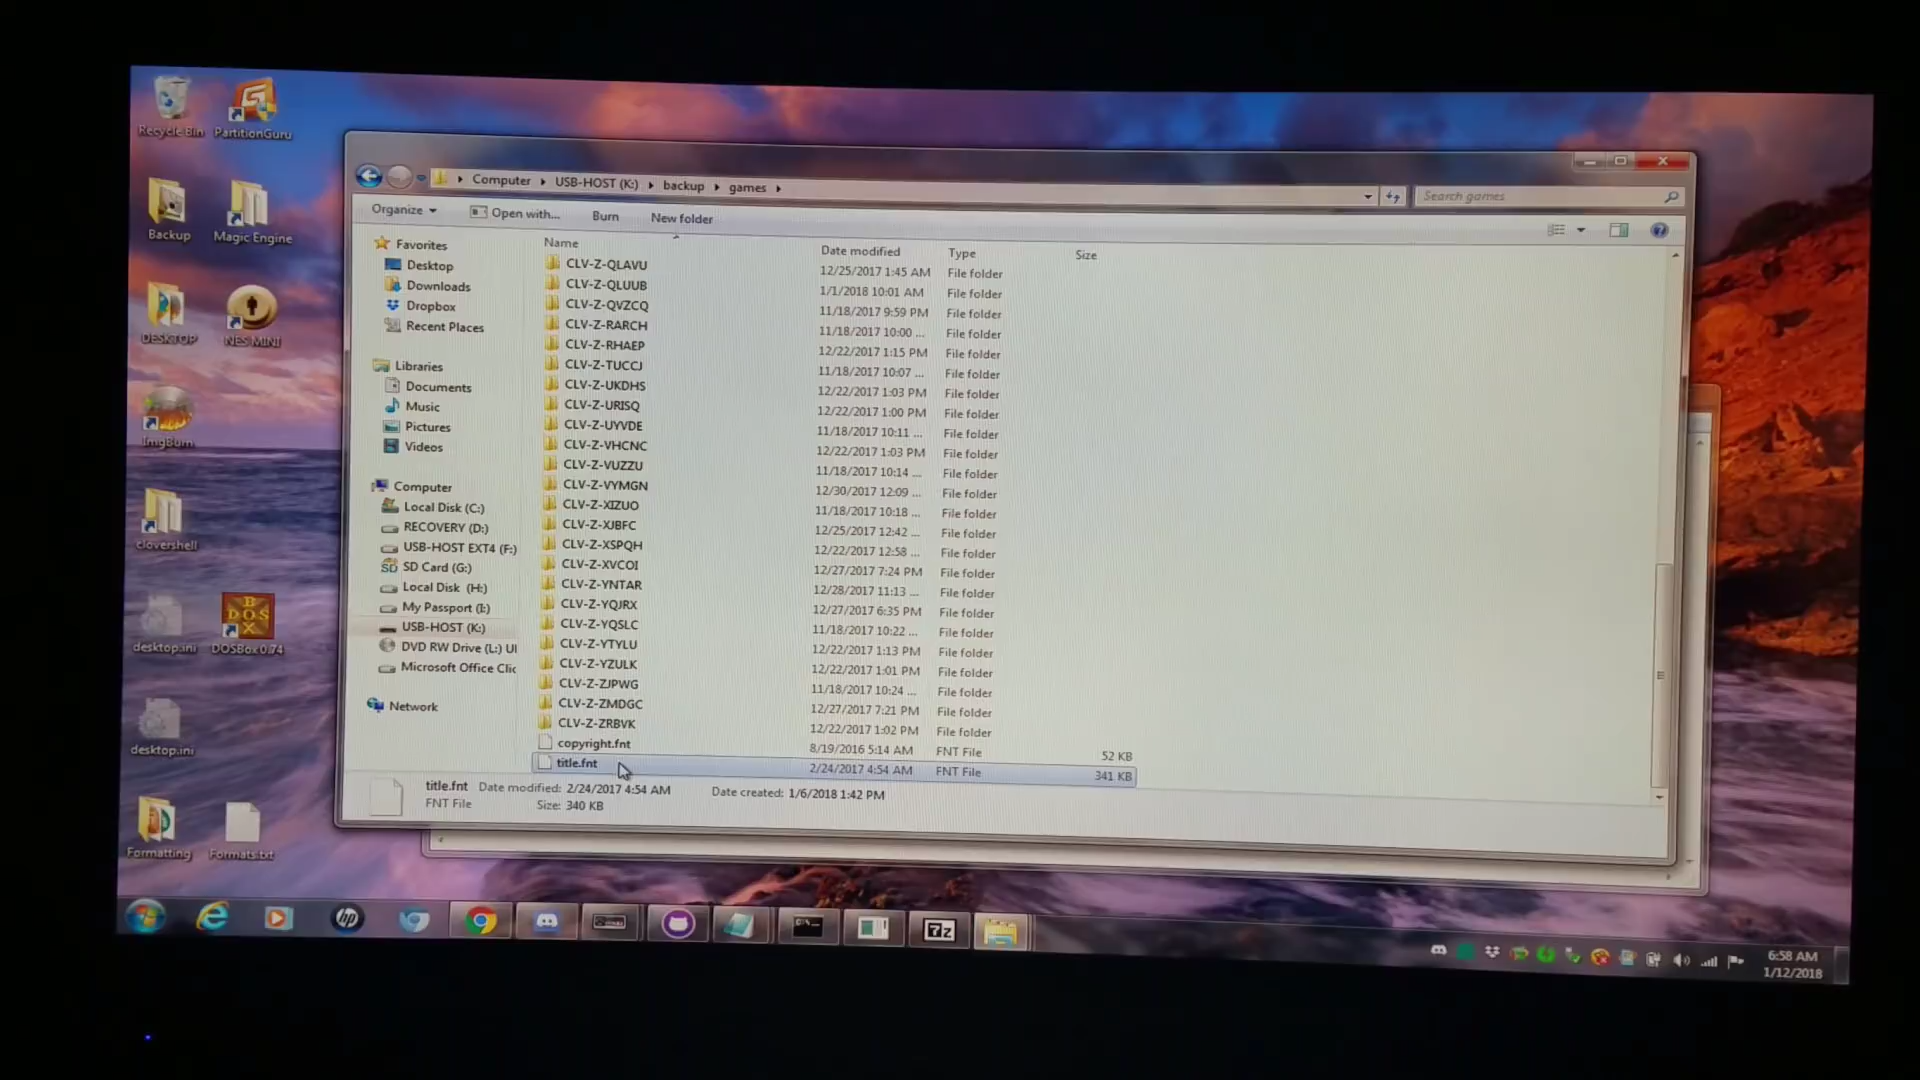 Recycle Bin
PartitionGuru
Backup
Magic Engine
DESKTOP
NES MINI
ImgBurn
clovershell
desktop.ini
DOSBox 0.74
desktop.ini
Formatting
Formats.txt
Computer
USB-HOST (K:)
backup
games
Search games
Organize
Open with...
Burn
New folder
Favorites
Desktop
Downloads
Dropbox
Recent Places
Libraries
Documents
Music
Pictures
Videos
Computer
Local Disk (C:)
RECOVERY (D:)
USB-HOST EXT4 (F:)
SD Card (G:)
Local Disk (H:)
My Passport (I:)
USB-HOST (K:)
DVD RW Drive (L:) U
Microsoft Office Clic
Network
Name Date modified Type Size
CLV-Z-QLAVU 12/25/2017 1:45 AM File folder
CLV-Z-QLUUB 1/1/2018 10:01 AM File folder
CLV-Z-QVZCQ 11/18/2017 9:59 PM File folder
CLV-Z-RARCH 11/18/2017 10:00 ... File folder
CLV-Z-RHAEP 12/22/2017 1:15 PM File folder
CLV-Z-TUCCJ 11/18/2017 10:07 ... File folder
CLV-Z-UKDHS 12/22/2017 1:03 PM File folder
CLV-Z-URISQ 12/22/2017 1:00 PM File folder
CLV-Z-UYVDE 11/18/2017 10:11 ... File folder
CLV-Z-VHCNC 12/22/2017 1:03 PM File folder
CLV-Z-VUZZU 11/18/2017 10:14 ... File folder
CLV-Z-VYMGN 12/30/2017 12:09 ... File folder
CLV-Z-XIZUO 11/18/2017 10:18 ... File folder
CLV-Z-XJBFC 12/25/2017 12:42 ... File folder
CLV-Z-XSPQH 12/22/2017 12:58 ... File folder
CLV-Z-XVCOI 12/27/2017 7:24 PM File folder
CLV-Z-YNTAR 12/28/2017 11:13 ... File folder
CLV-Z-YQJRX 12/27/2017 6:35 PM File folder
CLV-Z-YQSLC 11/18/2017 10:22 ... File folder
CLV-Z-YTYLU 12/22/2017 1:13 PM File folder
CLV-Z-YZULK 12/22/2017 1:01 PM File folder
CLV-Z-ZJPWG 11/18/2017 10:24 ... File folder
CLV-Z-ZMDGC 12/27/2017 7:21 PM File folder
CLV-Z-ZRBVK 12/22/2017 1:02 PM File folder
copyright.fnt 8/19/2016 5:14 AM FNT File 52 KB
title.fnt 2/24/2017 4:54 AM FNT File 341 KB
title.fnt Date modified: 2/24/2017 4:54 AM Date created: 1/6/2018 1:42 PM
FNT File Size: 340 KB
hp
7z
6:58 AM
1/12/2018